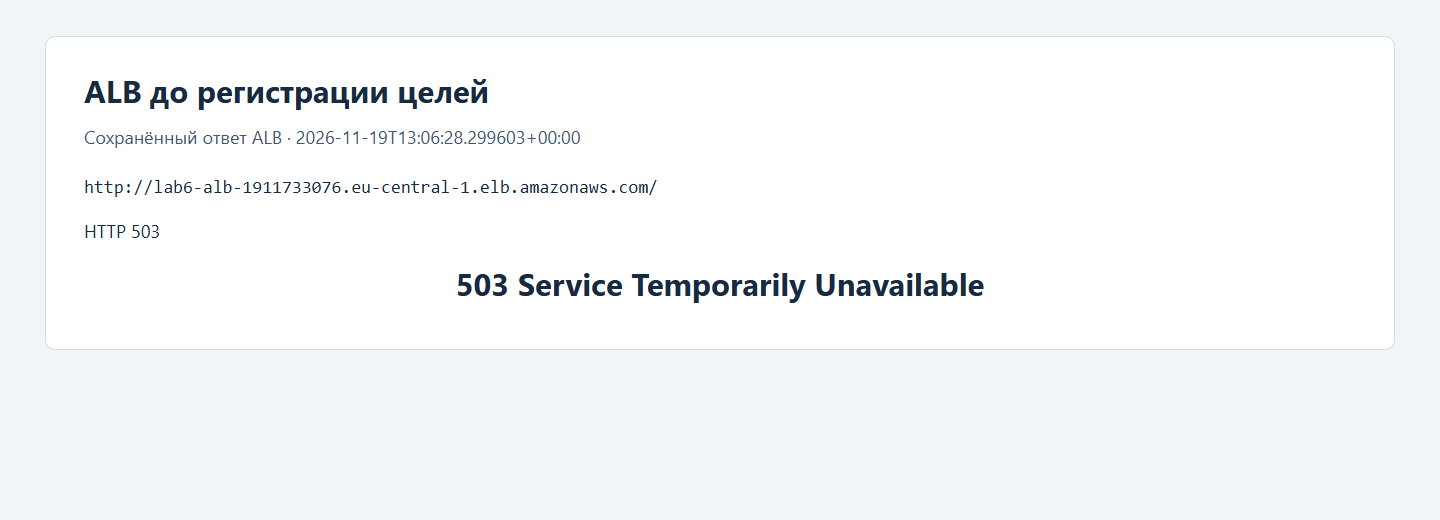 ALB до регистрации целей
Сохранённый ответ ALB · 2026-11-19T13:06:28.299603+00:00
http://lab6-alb-1911733076.eu-central-1.elb.amazonaws.com/
HTTP 503
503 Service Temporarily Unavailable